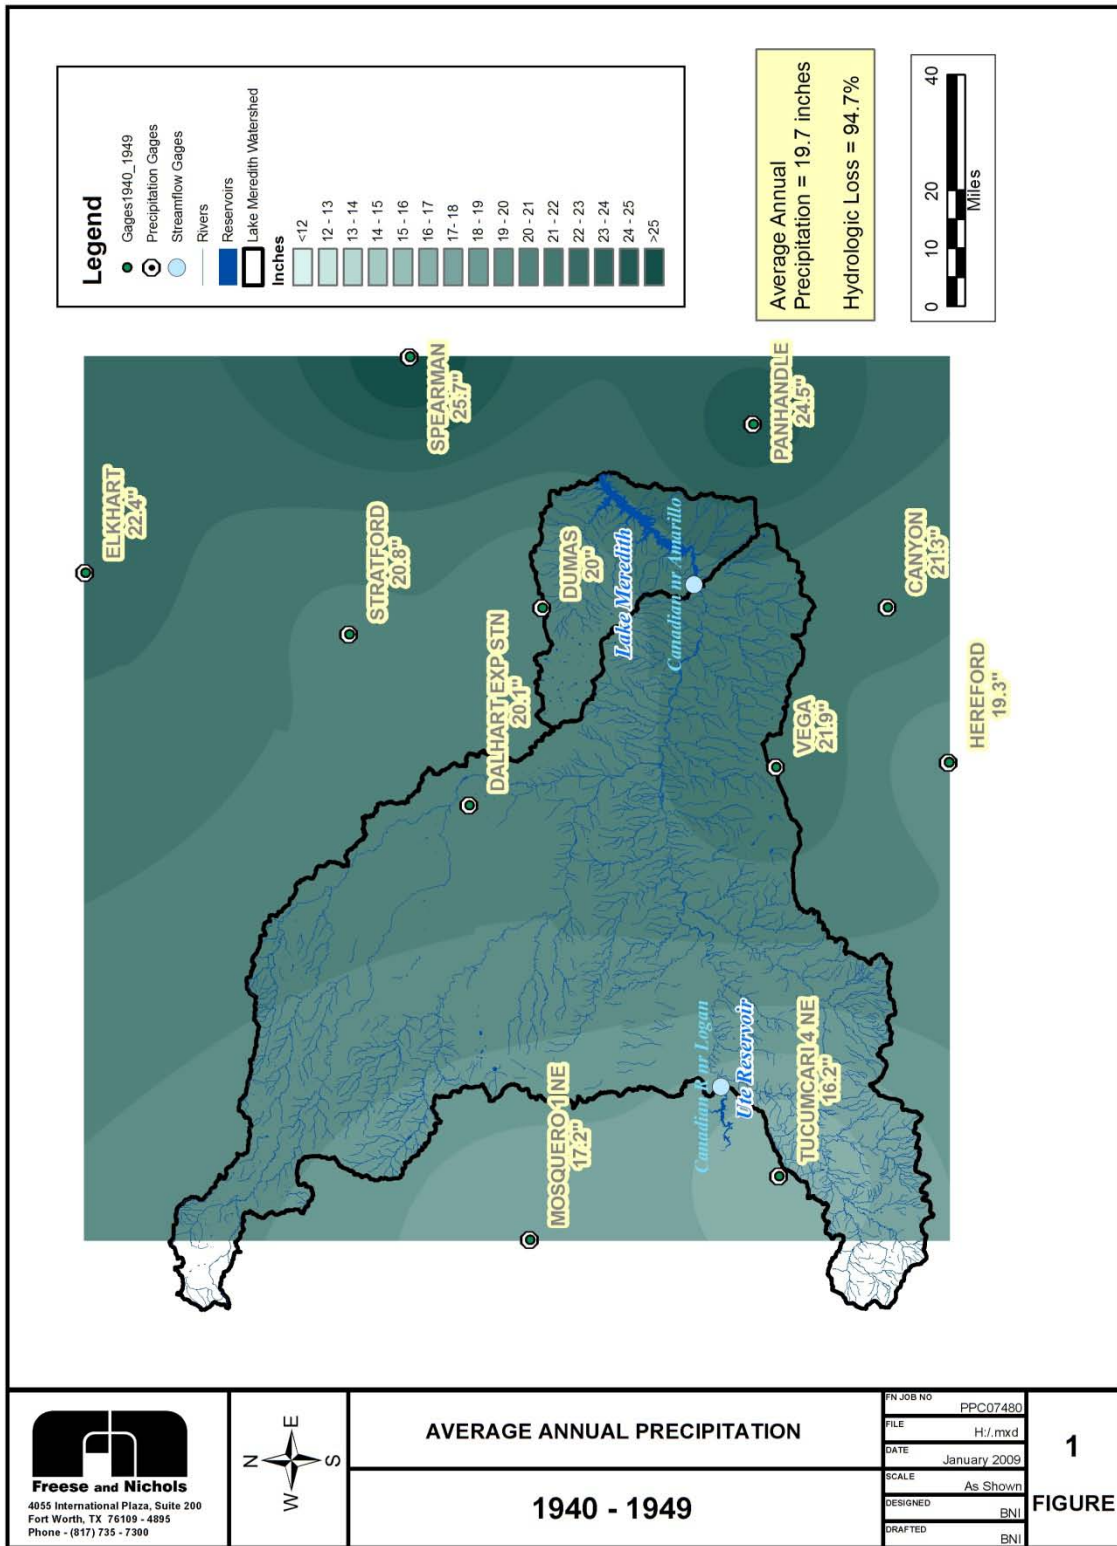 Legend
Gages1940_1949
Precipitation Gages
Streamflow Gages
Rivers
Reservoirs
Lake Meredith Watershed
Inches
<12
12 - 13
13 - 14
14 - 15
15 - 16
16 - 17
17- 18
18 - 19
19 - 20
20 - 21
21 - 22
22 - 23
23 - 24
24 - 25
>25
Average Annual
Precipitation = 19.7 inches
Hydrologic Loss = 94.7%
0 10 20 40
Miles
ELKHART
22.4"
SPEARMAN
25.7"
STRATFORD
20.8"
DALHART EXP STN
20.1"
DUMAS
20"
Lake Meredith
Canadian nr Amarillo
PANHANDLE
24.5"
CANYON
21.3"
VEGA
21.9"
HEREFORD
19.3"
MOSQUERO 1 NE
17.2"
Canadian R nr Logan
Ute Reservoir
TUCUMCARI 4 NE
16.2"
Freese and Nichols
4055 International Plaza, Suite 200
Fort Worth, TX 76109 - 4895
Phone - (817) 735 - 7300
N
E
W
S
AVERAGE ANNUAL PRECIPITATION
1940 - 1949
FN JOB NO
PPC07480
FILE
H:/.mxd
DATE
January 2009
SCALE
As Shown
DESIGNED
BNI
DRAFTED
BNI
1
FIGURE